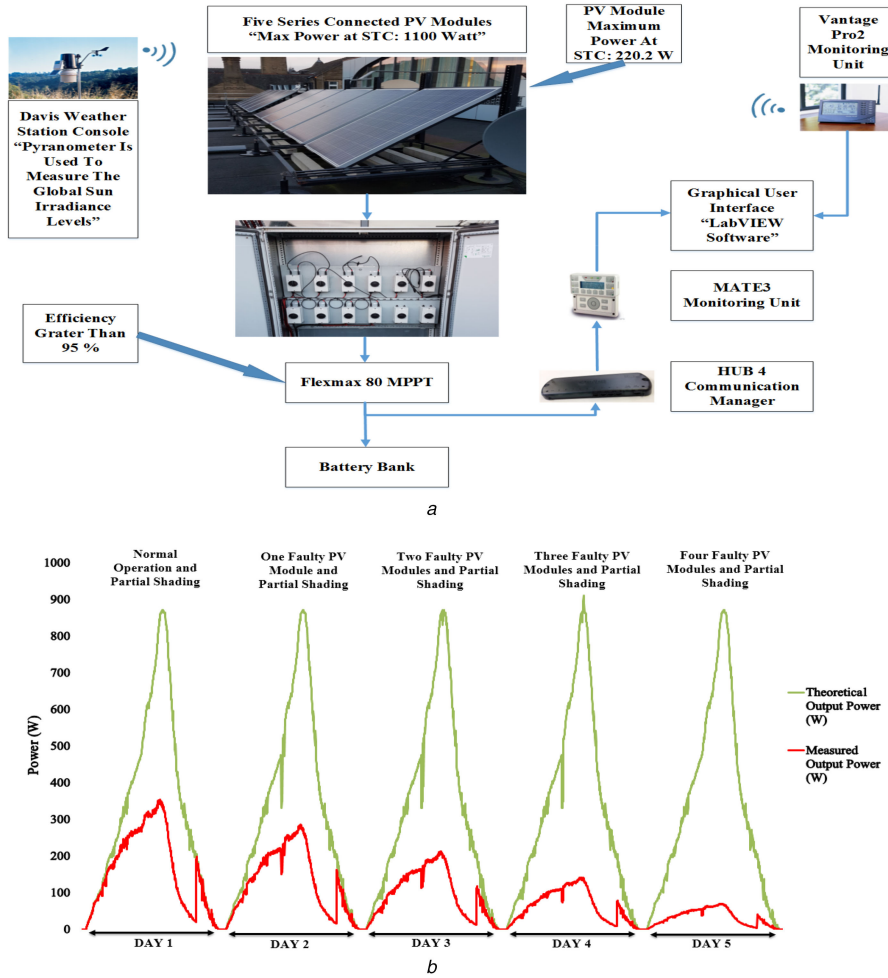 Five Series Connected PV Modules
“Max Power at STC: 1100 Watt”
PV Module
Maximum
Power At
STC: 220.2 W
Vantage
Pro2
Monitoring
Unit
Davis Weather
Station Console
“Pyranometer Is
Used To
Measure The
Global Sun
Irradiance
Levels”
Graphical User
Interface
“LabVIEW
Software”
MATE3
Monitoring Unit
Efficiency
Grater Than
95 %
Flexmax 80 MPPT
HUB 4
Communication
Manager
Battery Bank
a
Normal
Operation and
Partial Shading
One Faulty PV
Module and
Partial Shading
Two Faulty PV
Modules and Partial
Shading
Three Faulty PV
Modules and Partial
Shading
Four Faulty PV
Modules and Partial
Shading
1000
900
800
700
600
500
400
300
200
100
0
Power (W)
Theoretical
Output Power
(W)
Measured
Output Power
(W)
DAY 1
DAY 2
DAY 3
DAY 4
DAY 5
b